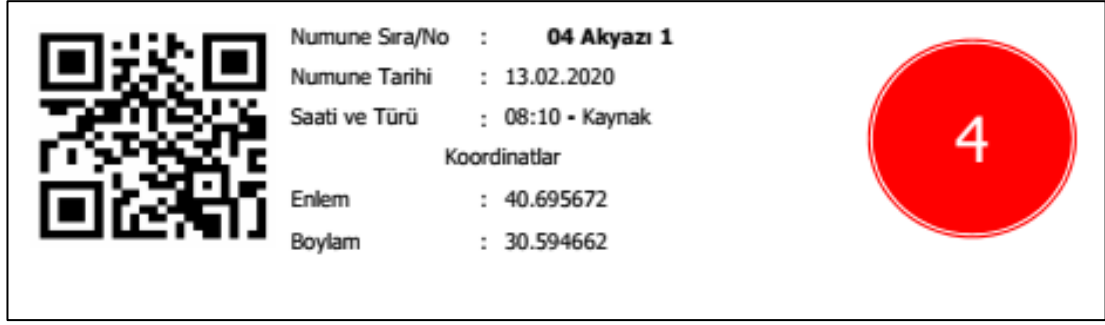 Numune Sıra/No : 04 Akyazı 1
Numune Tarihi : 13.02.2020
Saati ve Türü : 08:10 - Kaynak
Koordinatlar
Enlem : 40.695672
Boylam : 30.594662
4